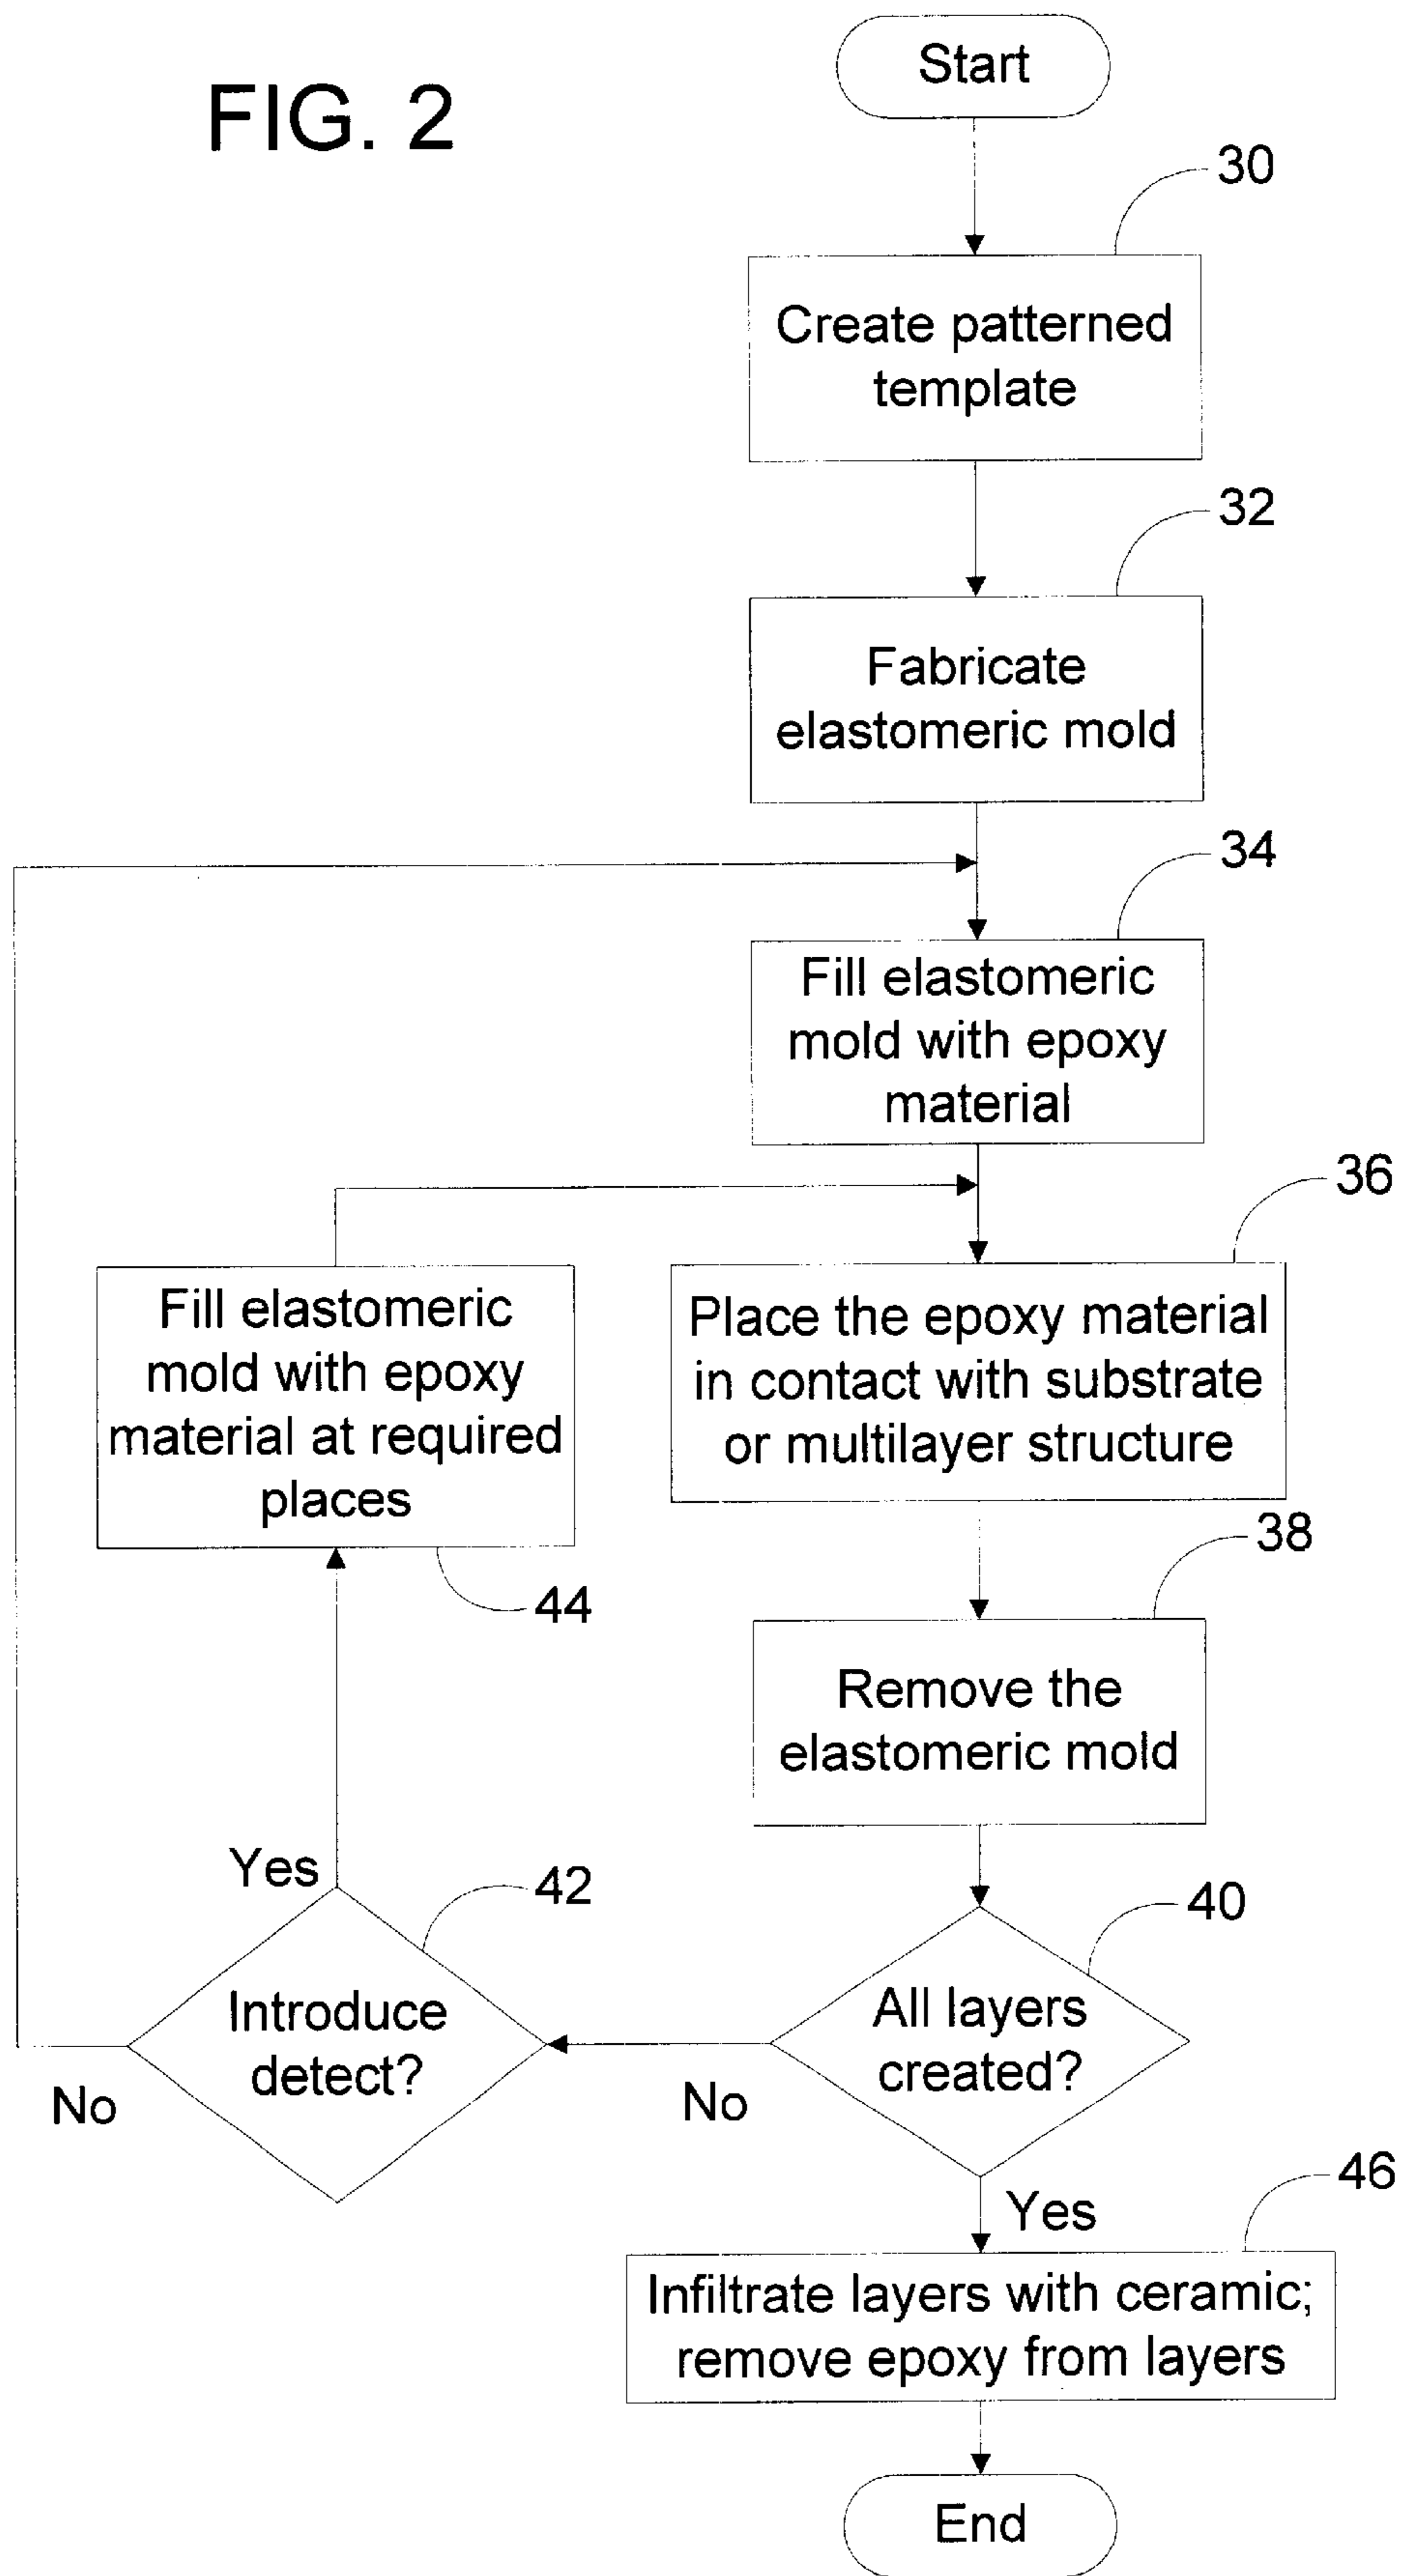 FIG. 2
Start
30
Create patterned
template
32
Fabricate
elastomeric mold
34
Fill elastomeric
mold with epoxy
material
36
Place the epoxy material
in contact with substrate
or multilayer structure
Fill elastomeric
mold with epoxy
material at required
places
44
38
Remove the
elastomeric mold
40
All layers
created?
No
Yes
42
Introduce
detect?
Yes
No
46
Infiltrate layers with ceramic;
remove epoxy from layers
End